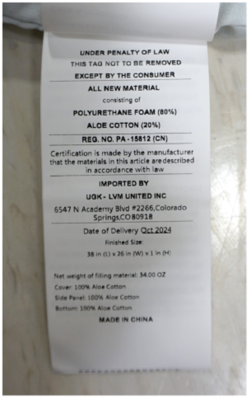 UNDER PENALTY OF LAW
THIS TAG NOT TO BE REMOVED
EXCEPT BY THE CONSUMER
ALL NEW MATERIAL
consisting of
POLYURETHANE FOAM (80%)
ALOE COTTON (20%)
REG. NO. PA-15812 (CN)
Certification is made by the manufacturer
that the materials in this article are described
in accordance with law
IMPORTED BY
UGK - LVM UNITED INC
6547 N Academy Blvd #2266,Colorado
Springs,CO 80918
Date of Delivery Oct 2024
Finished Size:
38 in (L) x 26 in (W) x 1 in (H)
Net weight of filling material: 34.00 OZ
Cover: 100% Aloe Cotton
Side Panel: 100% Aloe Cotton
Bottom: 100% Aloe Cotton
MADE IN CHINA